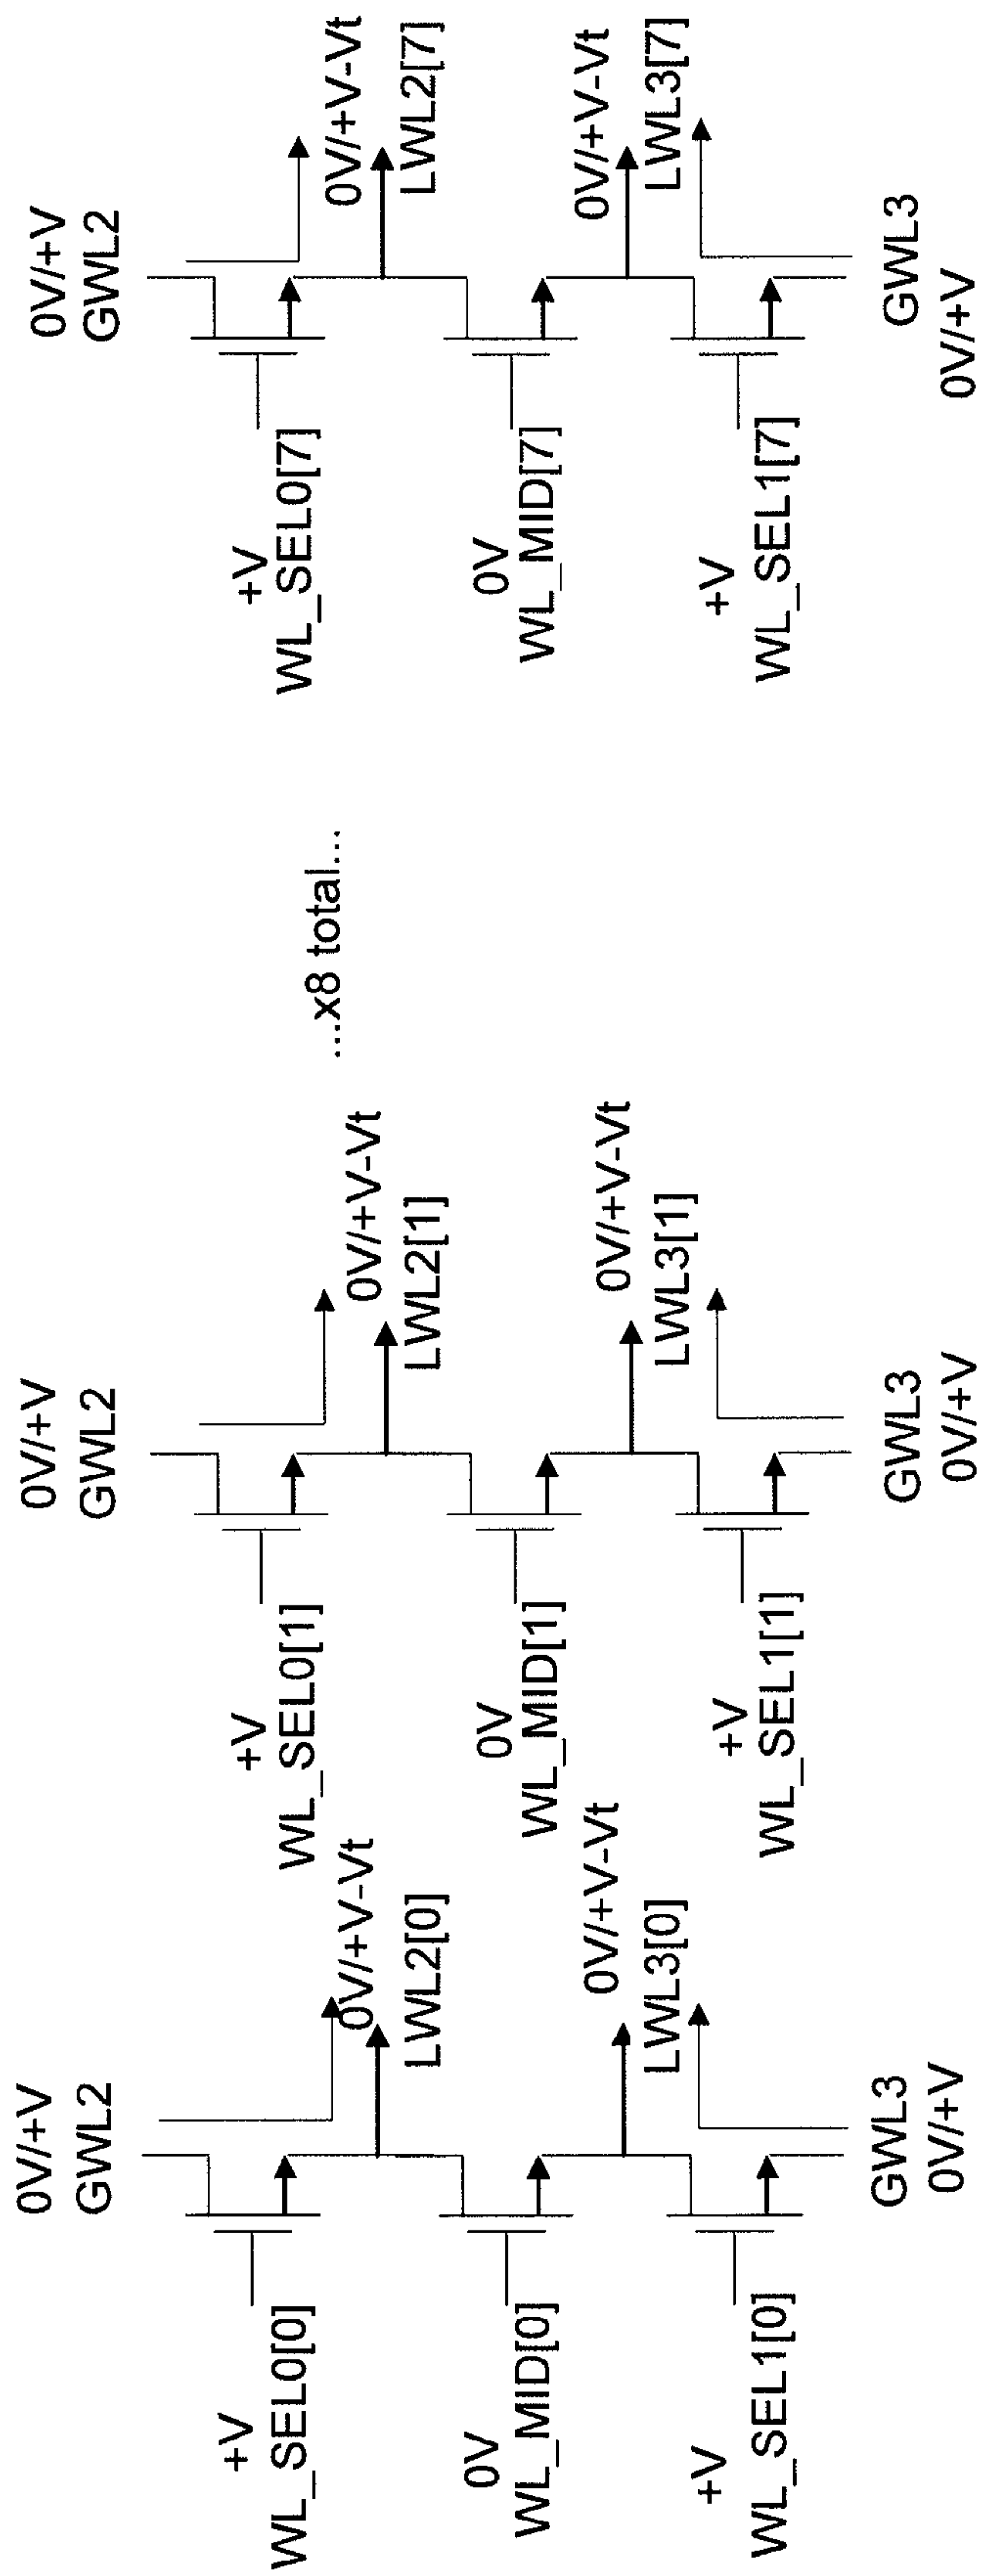 0V/+V
GWL2
+V
WL_SEL0[0]
0V/+V-Vt
LWL2[0]
0V
WL_MID[0]
0V/+V-Vt
LWL3[0]
+V
WL_SEL1[0]
GWL3
0V/+V
0V/+V
GWL2
+V
WL_SEL0[1]
0V/+V-Vt
LWL2[1]
0V
WL_MID[1]
0V/+V-Vt
LWL3[1]
+V
WL_SEL1[1]
GWL3
0V/+V
...x8 total...
0V/+V
GWL2
+V
WL_SEL0[7]
0V/+V-Vt
LWL2[7]
0V
WL_MID[7]
0V/+V-Vt
LWL3[7]
+V
WL_SEL1[7]
GWL3
0V/+V